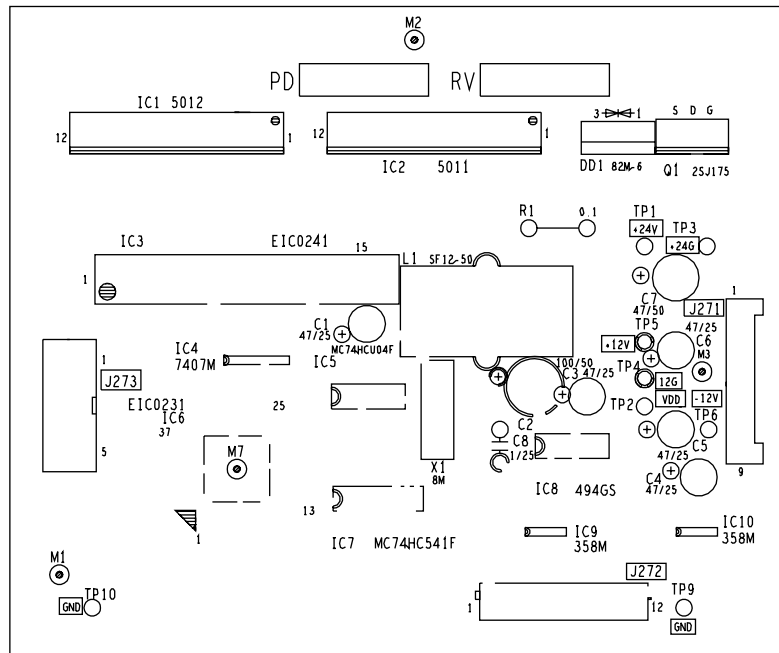 M2
PD
RV
IC1 5012
12
1
12
1
IC2 5011
3
1
S D G
DD1 82M-6
Q1 2SJ175
R1
0.1
TP1
+24V
TP3
+24G
IC3
EIC0241
15
1
L1 SF12-50
C7
47/50
J271
1
C1
47/25
MC74HCU04F
TP5
47/25
+12V
C6
M3
IC4
7407M
IC5
100/50
C3
47/25
TP4
12G
1
J273
5
EIC0231
IC6
37
25
TP2
VDD
-12V
TP6
C2
C8
1/25
C5
47/25
X1
8M
M7
C4
47/25
9
IC8 494GS
13
1
IC7 MC74HC541F
IC9
358M
IC10
358M
M1
TP10
GND
J272
1
12
TP9
GND